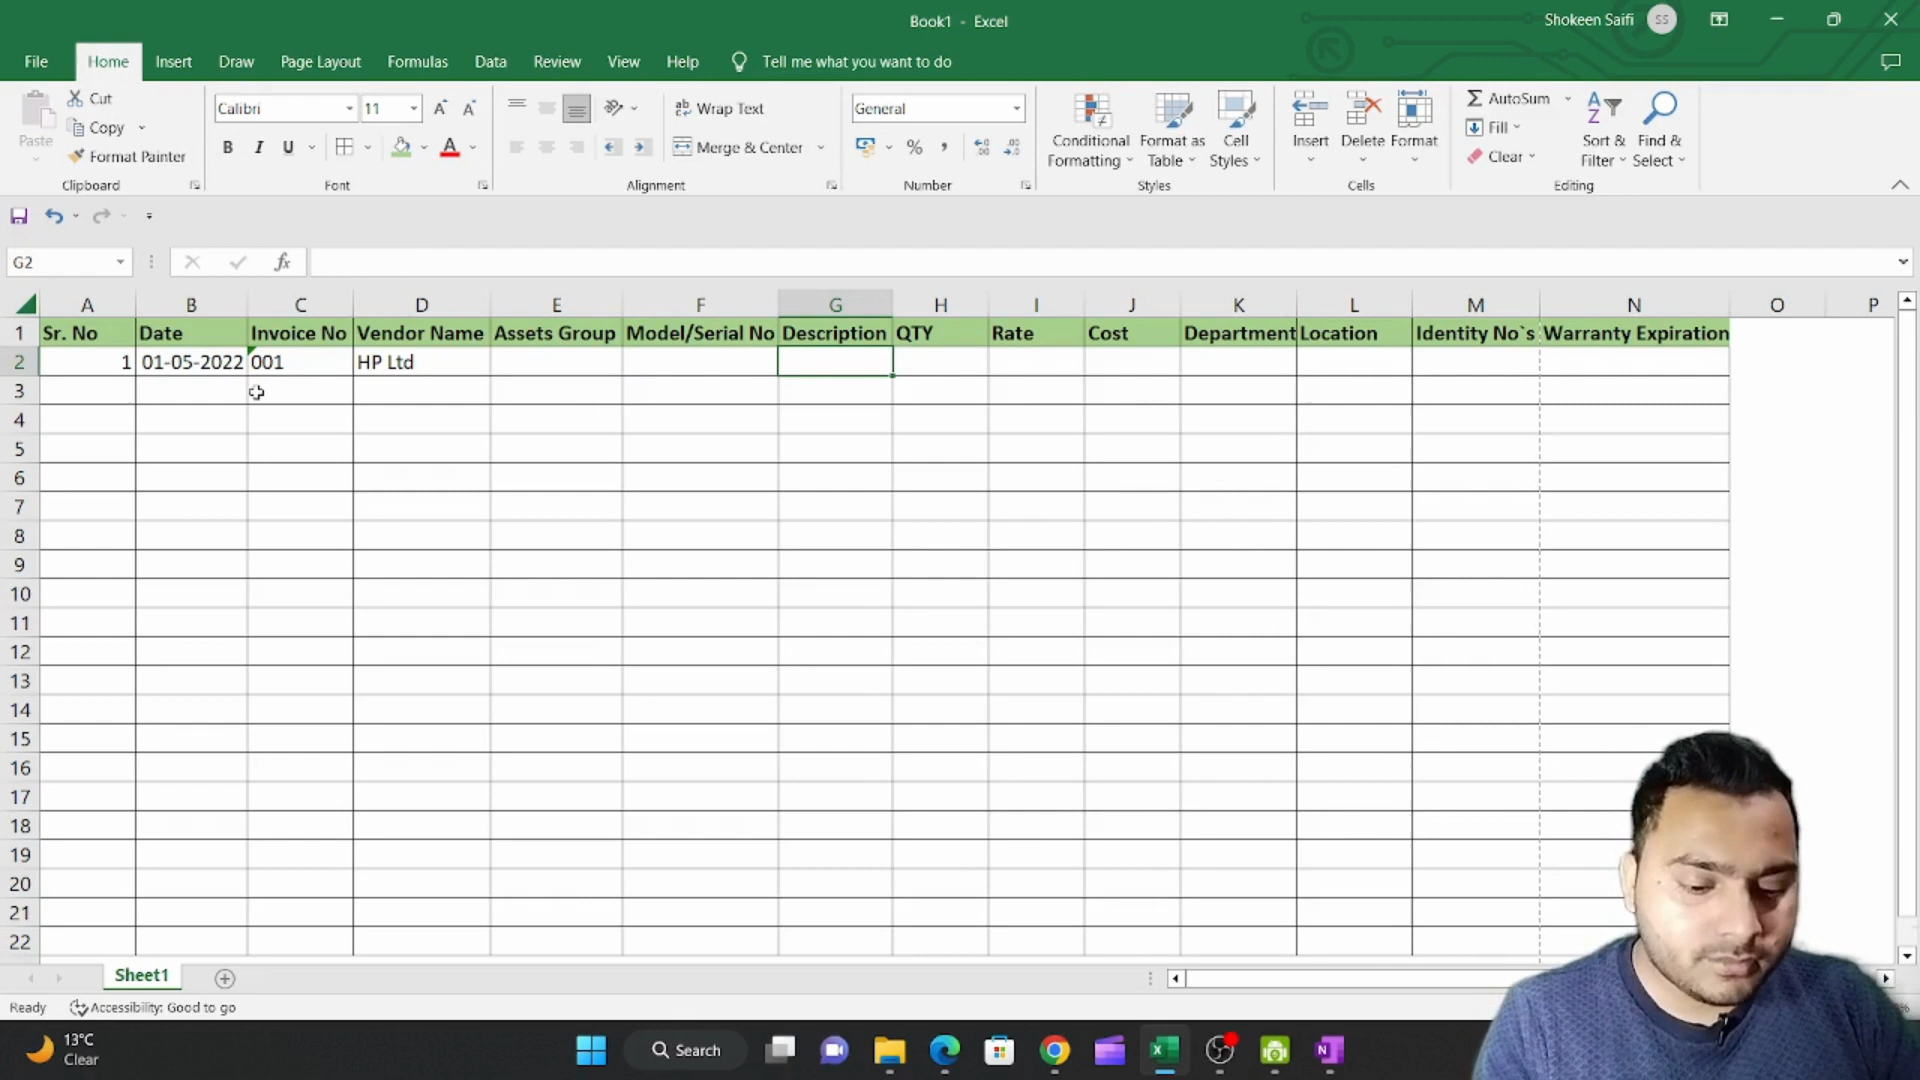 Book1 - Excel
Shokeen Saifi
SS
File
Home
Insert
Draw
Page Layout
Formulas
Data
Review
View
Help
Tell me what you want to do
Paste
Cut
Copy
Format Painter
Clipboard
Calibri
11
Font
Wrap Text
Merge & Center
Alignment
General
Number
Conditional Formatting
Format as Table
Cell Styles
Styles
Insert
Delete
Format
Cells
AutoSum
Fill
Clear
Sort & Filter
Find & Select
Editing
G2
fx
A B C D E F G H I J K L M N O P
1 Sr. No Date Invoice No Vendor Name Assets Group Model/Serial No Description QTY Rate Cost Department Location Identity No`s Warranty Expiration
2 1 01-05-2022 001 HP Ltd
3
4
5
6
7
8
9
10
11
12
13
14
15
16
17
18
19
20
21
22
Sheet1
Ready
Accessibility: Good to go
13°C
Clear
Search